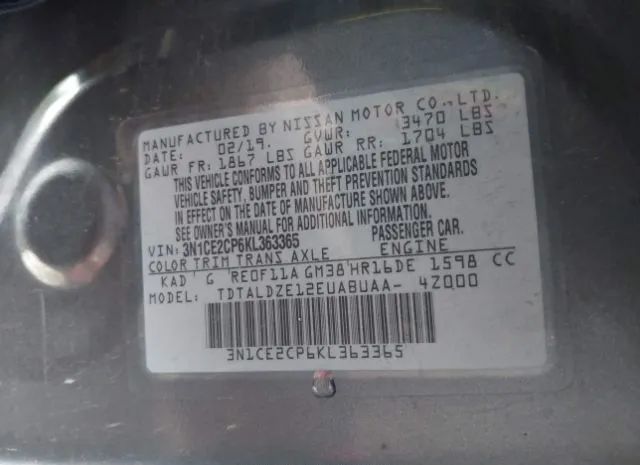 MANUFACTURED BY NISSAN MOTOR CO.,LTD.
DATE: 02/19. GVWR: 3470 LBS
GAWR FR: 1867 LBS GAWR RR: 1704 LBS
THIS VEHICLE CONFORMS TO ALL APPLICABLE FEDERAL MOTOR
VEHICLE SAFETY, BUMPER AND THEFT PREVENTION STANDARDS
IN EFFECT ON THE DATE OF MANUFACTURE SHOWN ABOVE.
SEE OWNER'S MANUAL FOR ADDITIONAL INFORMATION.
VIN: 3N1CE2CP6KL363365 PASSENGER CAR.
COLOR TRIM TRANS AXLE ENGINE
KAD G RE0F11A GM38 HR16DE 1598 CC
MODEL: TDTALDZE12EUABUAA- 4Z000
3N1CE2CP6KL363365